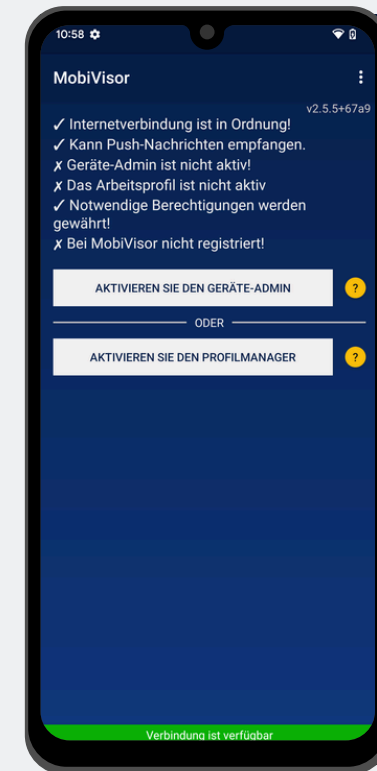 10:58
MobiVisor
v2.5.5+67a9
✓ Internetverbindung ist in Ordnung!
✓ Kann Push-Nachrichten empfangen.
✗ Geräte-Admin ist nicht aktiv!
✗ Das Arbeitsprofil ist nicht aktiv
✓ Notwendige Berechtigungen werden
gewährt!
✗ Bei MobiVisor nicht registriert!
AKTIVIEREN SIE DEN GERÄTE-ADMIN
?
ODER
AKTIVIEREN SIE DEN PROFILMANAGER
?
Verbindung ist verfügbar